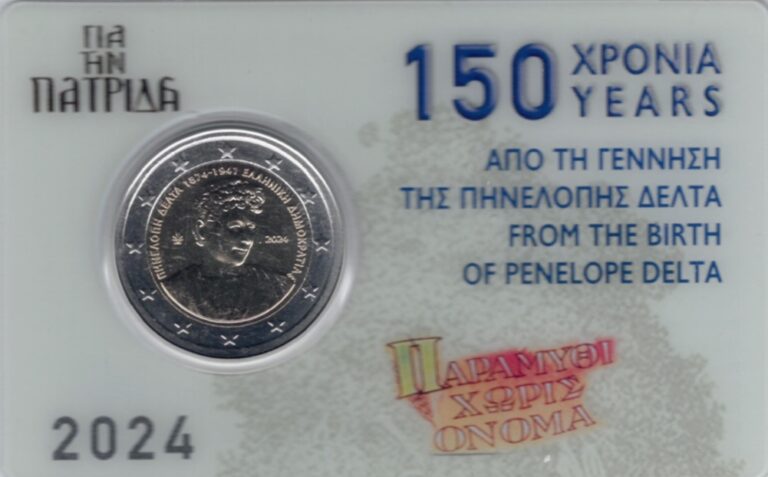 ΓΙΑ
ΤΗΝ
ΠΑΤΡΙΔΑ
150 ΧΡΟΝΙΑ
YEARS
ΑΠΟ ΤΗ ΓΕΝΝΗΣΗ
ΤΗΣ ΠΗΝΕΛΟΠΗΣ ΔΕΛΤΑ
FROM THE BIRTH
OF PENELOPE DELTA
ΠΗΝΕΛΟΠΗ ΔΕΛΤΑ 1874-1941 ΕΛΛΗΝΙΚΗ ΔΗΜΟΚΡΑΤΙΑ
2024
ΠΑΡΑΜΥΘΙ
ΧΩΡΙΣ
ΟΝΟΜΑ
2024